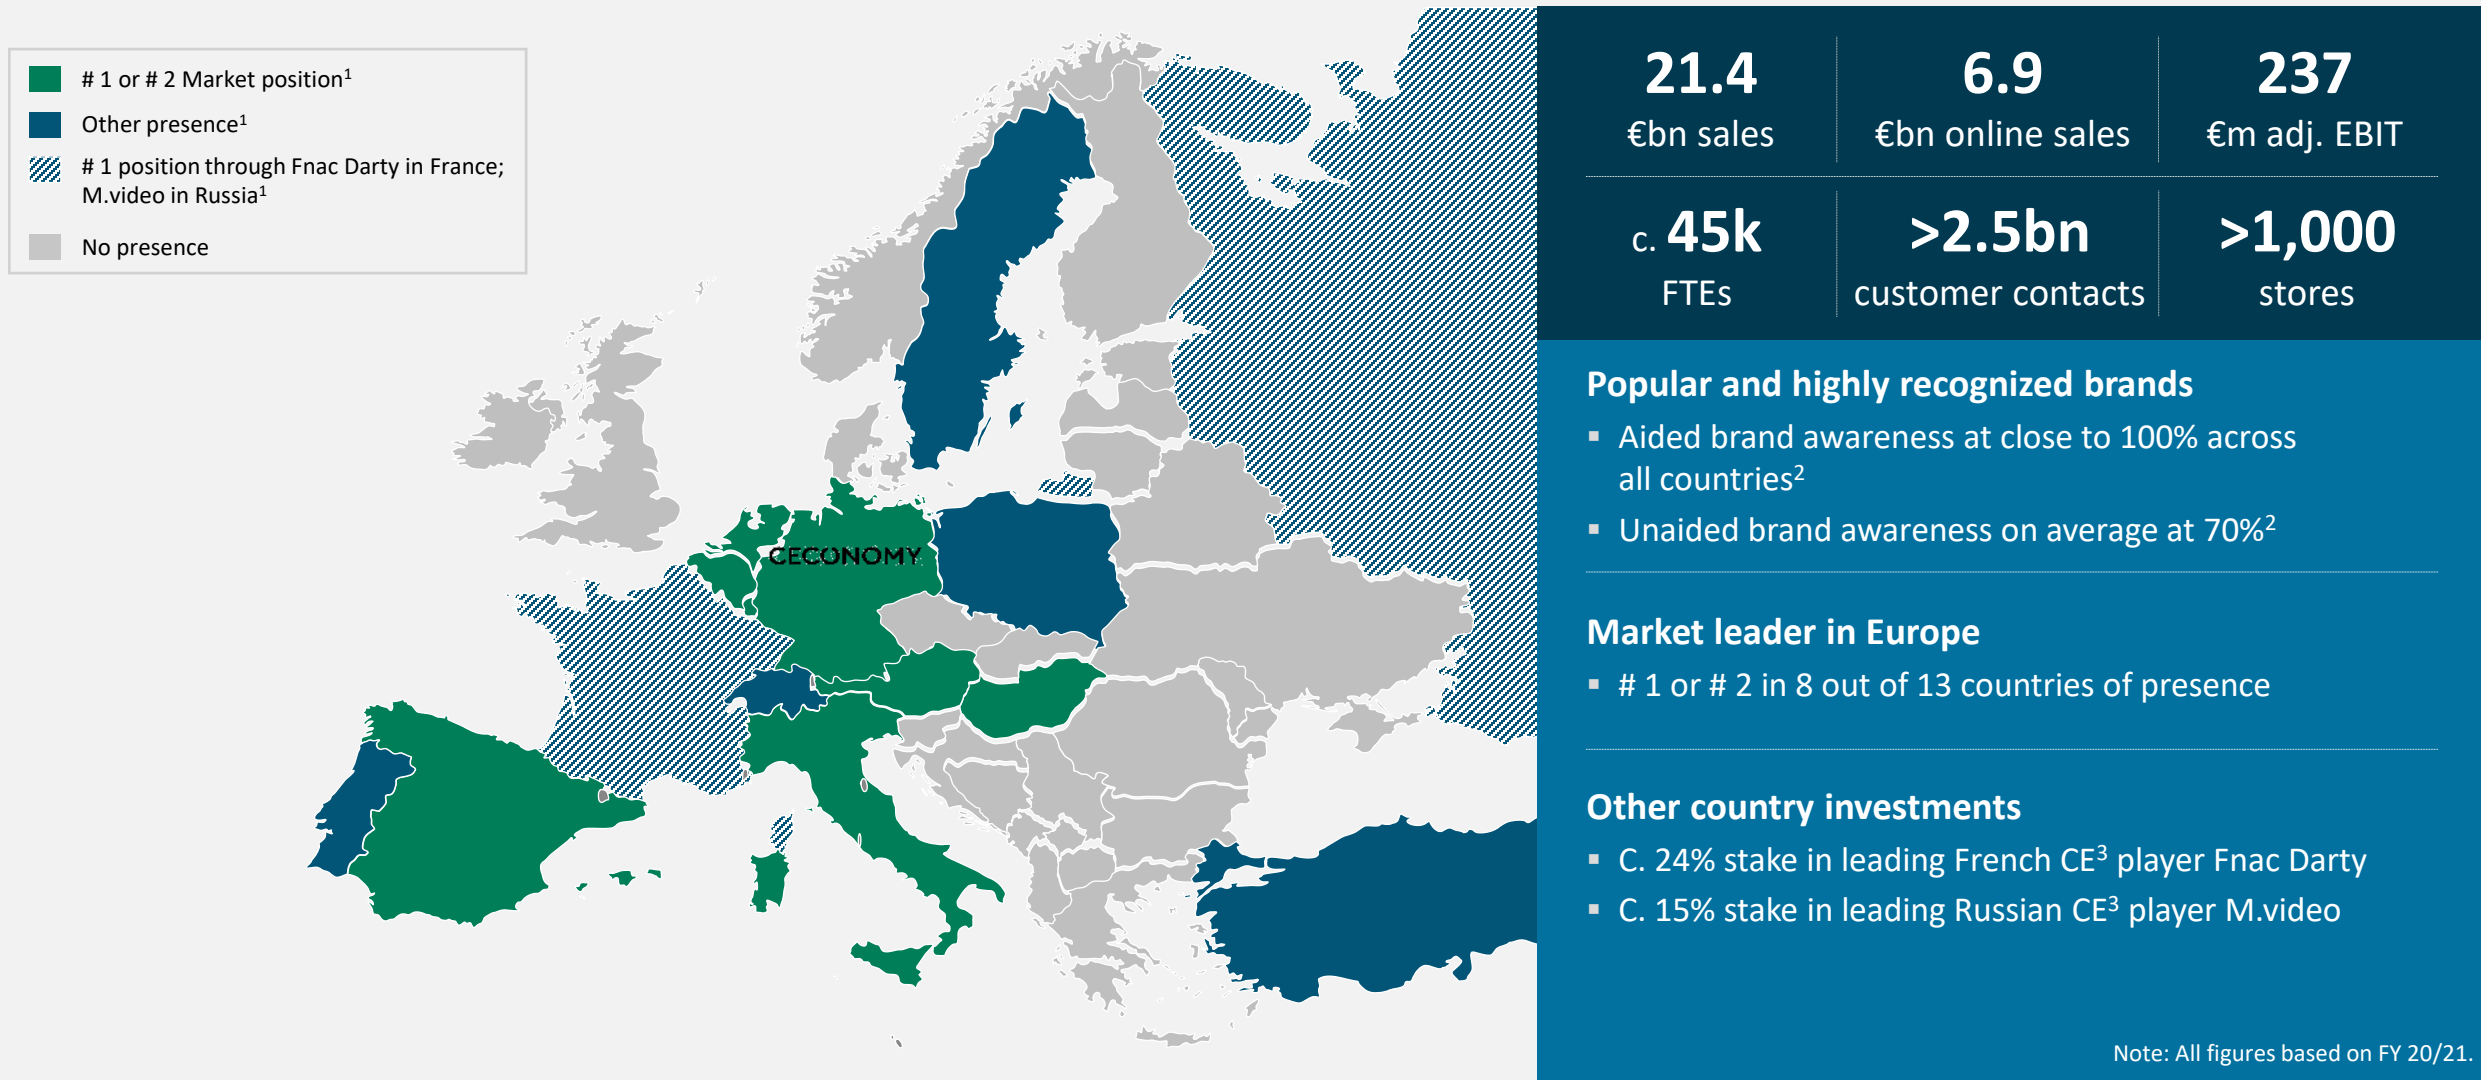 # 1 or # 2 Market position¹
Other presence¹
# 1 position through Fnac Darty in France;
M.video in Russia¹
No presence
CECONOMY
21.4
€bn sales
6.9
€bn online sales
237
€m adj. EBIT
c. 45k
FTEs
>2.5bn
customer contacts
>1,000
stores
Popular and highly recognized brands
▪ Aided brand awareness at close to 100% across
all countries²
▪ Unaided brand awareness on average at 70%²
Market leader in Europe
▪ # 1 or # 2 in 8 out of 13 countries of presence
Other country investments
▪ C. 24% stake in leading French CE³ player Fnac Darty
▪ C. 15% stake in leading Russian CE³ player M.video
Note: All figures based on FY 20/21.